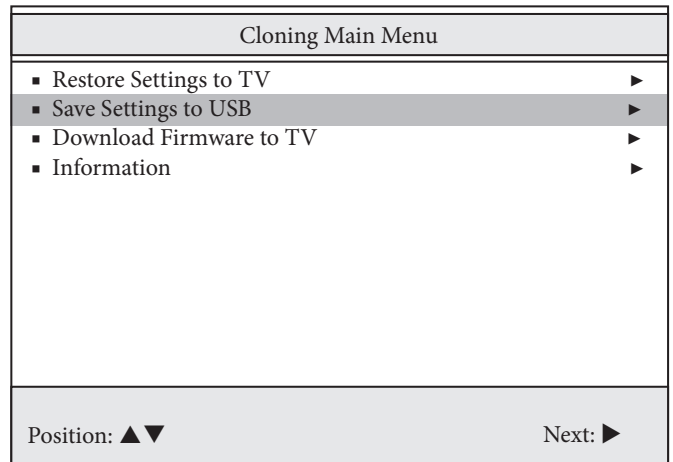 Cloning Main Menu
▪ Restore Settings to TV ►
▪ Save Settings to USB ►
▪ Download Firmware to TV ►
▪ Information ►
Position: ▲▼ Next: ►